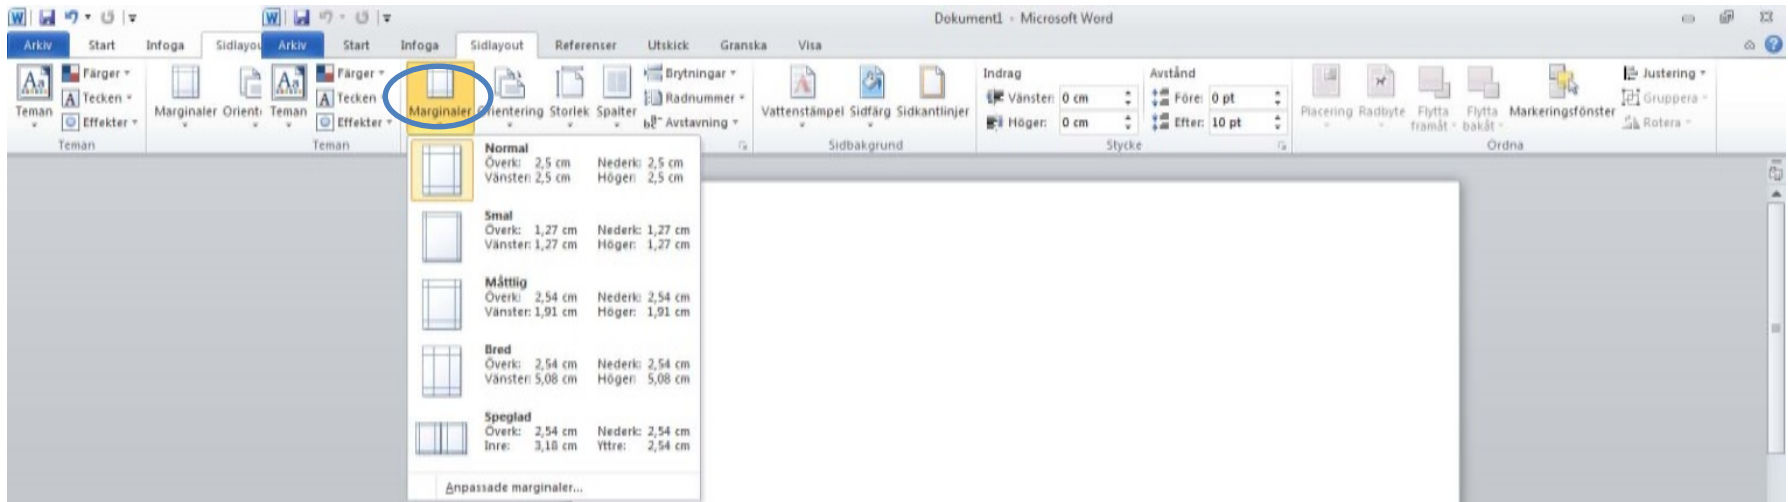 Dokument1 - Microsoft Word
Arkiv Start Infoga Sidlayou Arkiv Start Infoga Sidlayout Referenser Utskick Granska Visa
Teman Färger Tecken Effekter Marginaler Orient Teman Färger Tecken Effekter Marginaler Orientering Storlek Spalter Brytningar Radnummer Avstavning Vattenstämpel Sidfärg Sidkantlinjer
Indrag Avstånd
Vänster: 0 cm Före: 0 pt
Höger: 0 cm Efter: 10 pt
Placering Radbyte Flytta framåt Flytta bakåt Markeringsfönster Justering Gruppera Rotera
Teman Teman Sidbakgrund Stycke Ordna
Normal
Överk: 2,5 cm Nederk: 2,5 cm
Vänster: 2,5 cm Höger: 2,5 cm
Smal
Överk: 1,27 cm Nederk: 1,27 cm
Vänster: 1,27 cm Höger: 1,27 cm
Måttlig
Överk: 2,54 cm Nederk: 2,54 cm
Vänster: 1,91 cm Höger: 1,91 cm
Bred
Överk: 2,54 cm Nederk: 2,54 cm
Vänster: 5,08 cm Höger: 5,08 cm
Speglad
Överk: 2,54 cm Nederk: 2,54 cm
Inre: 3,18 cm Yttre: 2,54 cm
Anpassade marginaler...